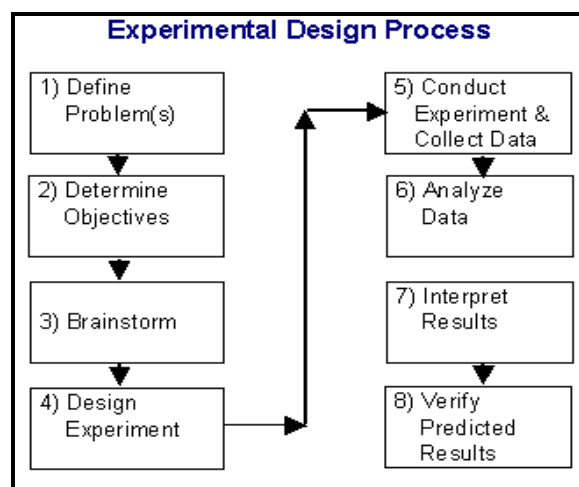 Experimental Design Process
1) Define
Problem(s)
2) Determine
Objectives
3) Brainstorm
4) Design
Experiment
5) Conduct
Experiment &
Collect Data
6) Analyze
Data
7) Interpret
Results
8) Verify
Predicted
Results